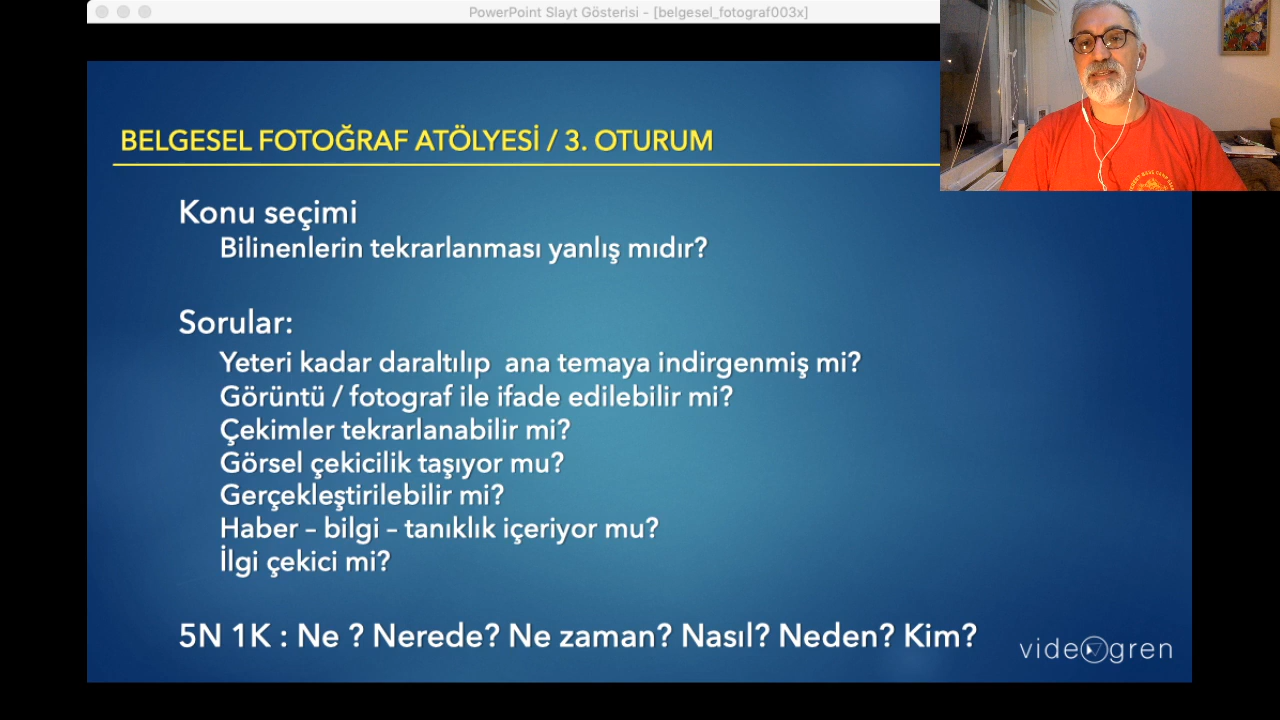 PowerPoint Slayt Gösterisi - [belgesel_fotograf003x]
BELGESEL FOTOĞRAF ATÖLYESİ / 3. OTURUM
Konu seçimi
Bilinenlerin tekrarlanması yanlış mıdır?
Sorular:
Yeteri kadar daraltılıp ana temaya indirgenmiş mi?
Görüntü / fotograf ile ifade edilebilir mi?
Çekimler tekrarlanabilir mi?
Görsel çekicilik taşıyor mu?
Gerçekleştirilebilir mi?
Haber – bilgi – tanıklık içeriyor mu?
İlgi çekici mi?
5N 1K : Ne ? Nerede? Ne zaman? Nasıl? Neden? Kim?
videogren